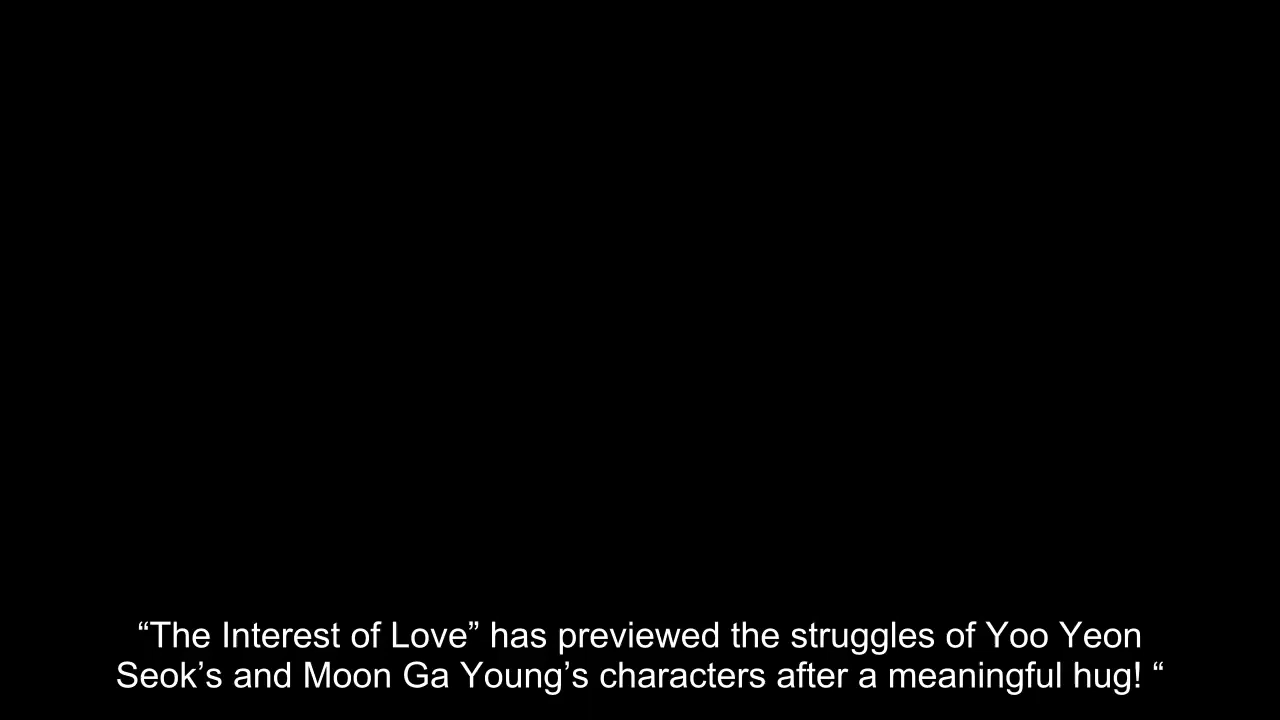 “The Interest of Love” has previewed the struggles of Yoo Yeon
Seok’s and Moon Ga Young’s characters after a meaningful hug! “